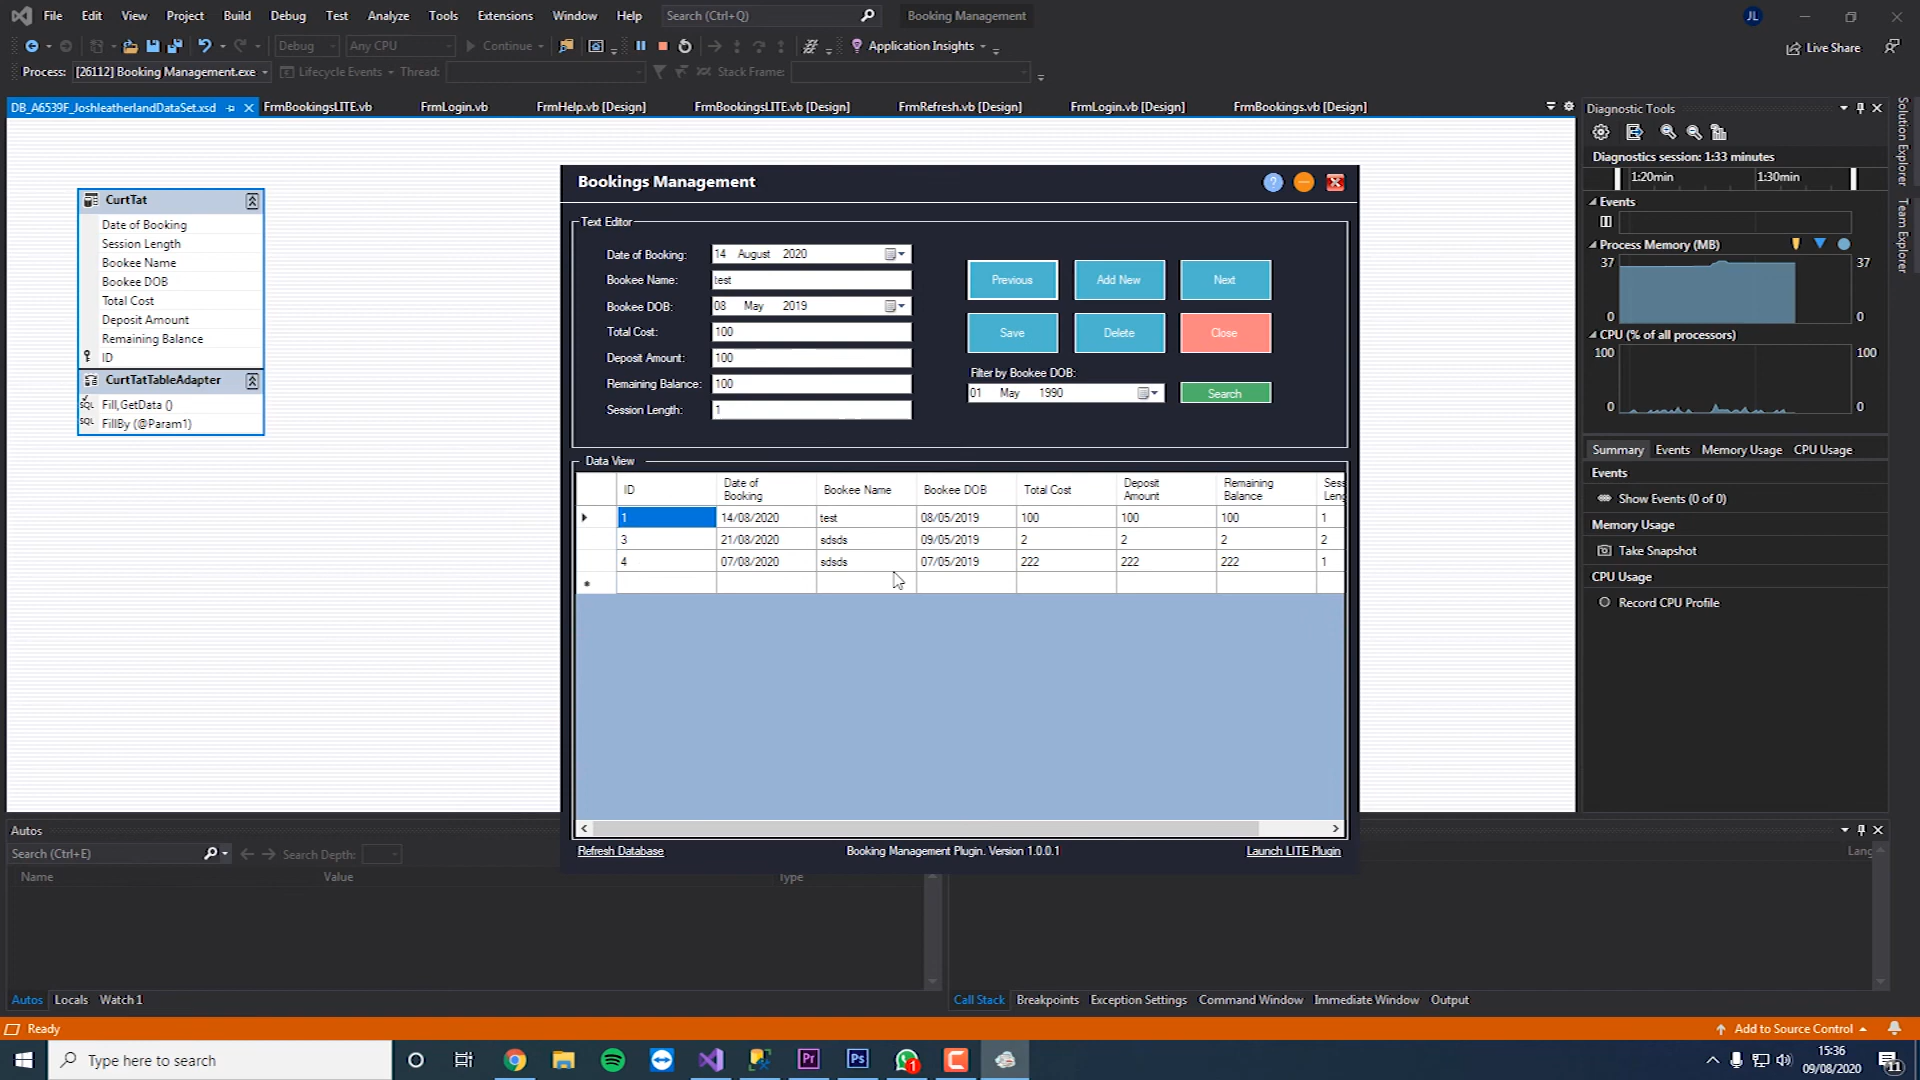 File Edit View Project Build Debug Test Analyze Tools Extensions Window Help Search (Ctrl+Q) Booking Management JL
Debug Any CPU Continue Application Insights Live Share
Process: [26112] Booking Management.exe Lifecycle Events Thread: Stack Frame:
DB_A6539F_JoshleatherlandDataSet.xsd FrmBookingsLITE.vb FrmLogin.vb FrmHelp.vb [Design] FrmBookingsLITE.vb [Design] FrmRefresh.vb [Design] FrmLogin.vb [Design] FrmBookings.vb [Design]
CurtTat
Date of Booking
Session Length
Bookee Name
Bookee DOB
Total Cost
Deposit Amount
Remaining Balance
ID
CurtTatTableAdapter
SQL Fill,GetData ()
SQL FillBy (@Param1)
Bookings Management
?
Text Editor
Date of Booking: 14 August 2020
Bookee Name: test
Bookee DOB: 08 May 2019
Total Cost: 100
Deposit Amount: 100
Remaining Balance: 100
Session Length: 1
Previous Add New Next
Save Delete Close
Filter by Bookee DOB:
01 May 1990 Search
Data View
ID Date of Booking Bookee Name Bookee DOB Total Cost Deposit Amount Remaining Balance Sess Leng
1 14/08/2020 test 08/05/2019 100 100 100 1
3 21/08/2020 sdsds 09/05/2019 2 2 2 2
4 07/08/2020 sdsds 07/05/2019 222 222 222 1
Refresh Database Booking Management Plugin. Version 1.0.0.1 Launch LITE Plugin
Diagnostic Tools
Diagnostics session: 1:33 minutes
1:20min 1:30min
Events
Process Memory (MB)
37 37
0 0
CPU (% of all processors)
100 100
0 0
Summary Events Memory Usage CPU Usage
Events
Show Events (0 of 0)
Memory Usage
Take Snapshot
CPU Usage
Record CPU Profile
Solution Explorer
Team Explorer
Autos
Search (Ctrl+E) Search Depth:
Name Value Type
Lang
Autos Locals Watch 1
Call Stack Breakpoints Exception Settings Command Window Immediate Window Output
Ready
Add to Source Control
Type here to search
Pr Ps 1
15:36
09/08/2020
11